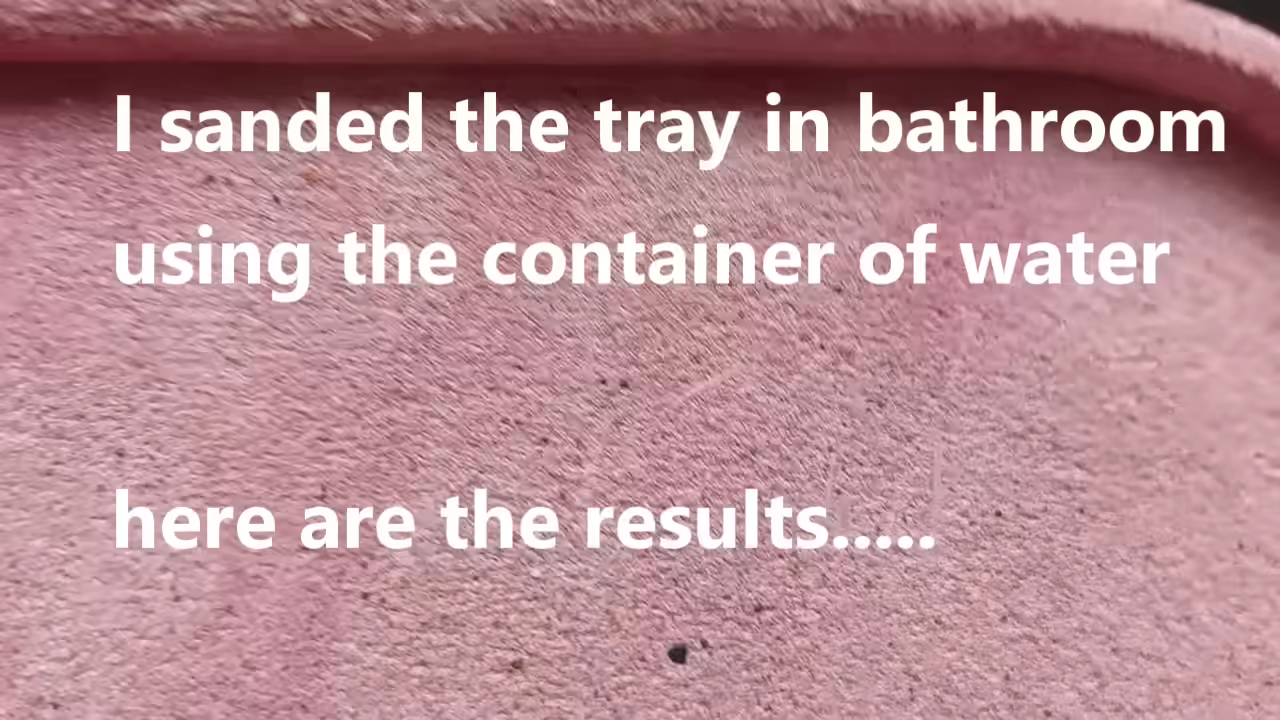 I sanded the tray in bathroom
using the container of water
here are the results.....